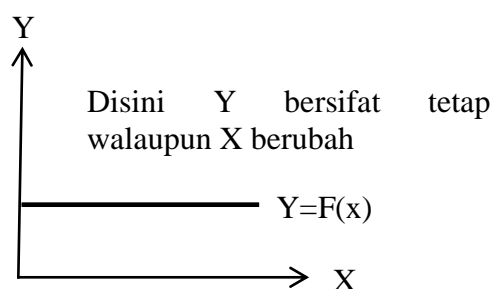 Y
Disini Y bersifat tetap
walaupun X berubah
Y=F(x)
X